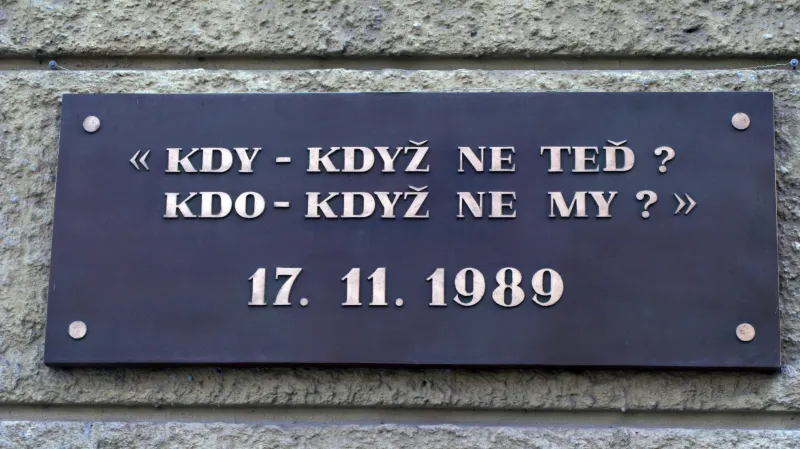 « KDY - KDYŽ NE TEĎ ?
KDO - KDYŽ NE MY ? »
17. 11. 1989